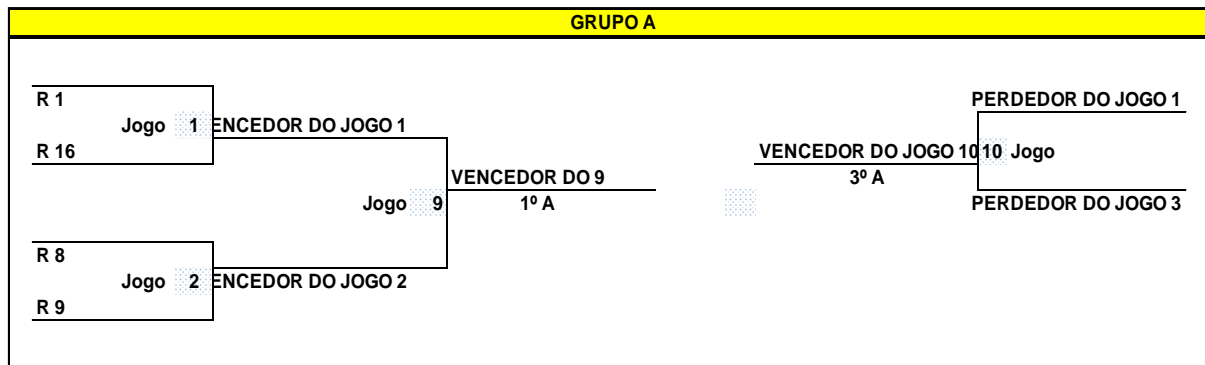 GRUPO A
R 1
PERDEDOR DO JOGO 1
Jogo 1 ENCEDOR DO JOGO 1
R 16
VENCEDOR DO JOGO 10 10 Jogo
VENCEDOR DO 9
3º A
Jogo 9 1º A
PERDEDOR DO JOGO 3
R 8
Jogo 2 ENCEDOR DO JOGO 2
R 9